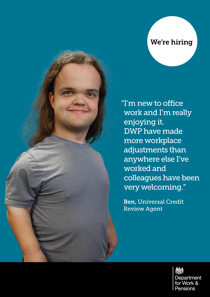 We're hiring
"I'm new to office
work and I'm really
enjoying it.
DWP have made
more workplace
adjustments than
anywhere else I've
worked and
colleagues have been
very welcoming."
Ben, Universal Credit
Review Agent
Department
for Work &
Pensions